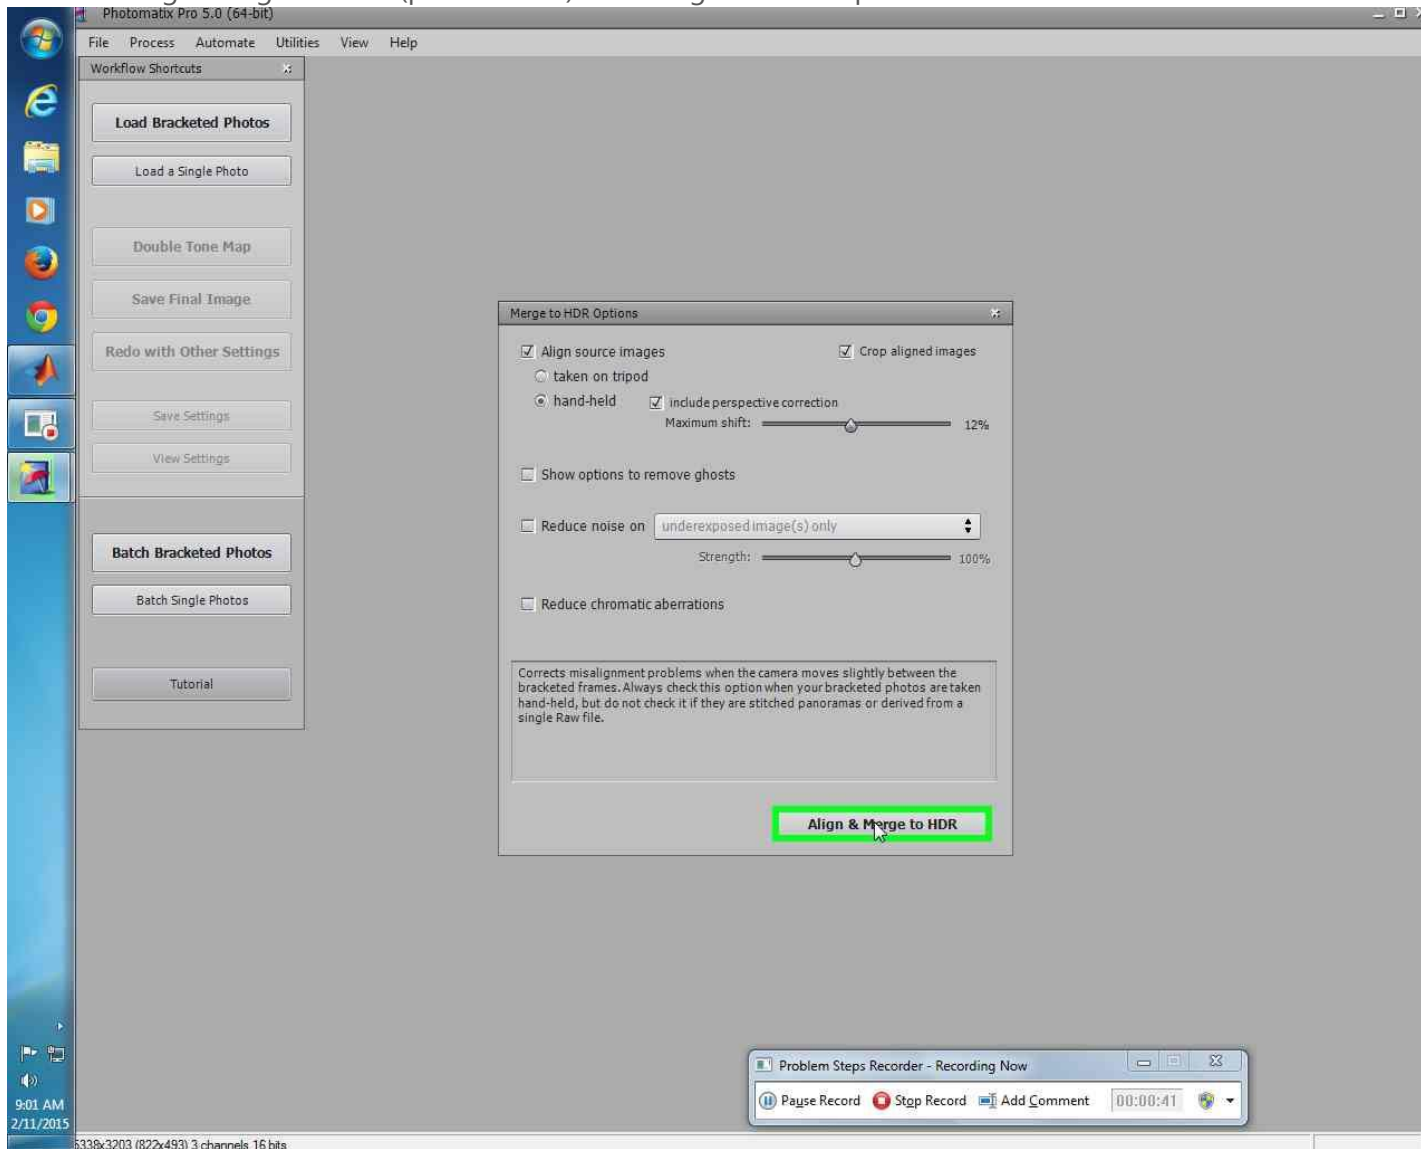 Photomatix Pro 5.0 (64-bit)
File Process Automate Utilities View Help
Workflow Shortcuts
Load Bracketed Photos
Load a Single Photo
Double Tone Map
Save Final Image
Redo with Other Settings
Save Settings
View Settings
Batch Bracketed Photos
Batch Single Photos
Tutorial
Merge to HDR Options
Align source images
Crop aligned images
taken on tripod
hand-held
include perspective correction
Maximum shift: 12%
Show options to remove ghosts
Reduce noise on underexposed image(s) only
Strength: 100%
Reduce chromatic aberrations
Corrects misalignment problems when the camera moves slightly between the
bracketed frames. Always check this option when your bracketed photos are taken
hand-held, but do not check it if they are stitched panoramas or derived from a
single Raw file.
Align & Merge to HDR
Problem Steps Recorder - Recording Now
Pause Record Stop Record Add Comment 00:00:41
9:01 AM
2/11/2015
5338x3203 (822x493) 3 channels 16 bits